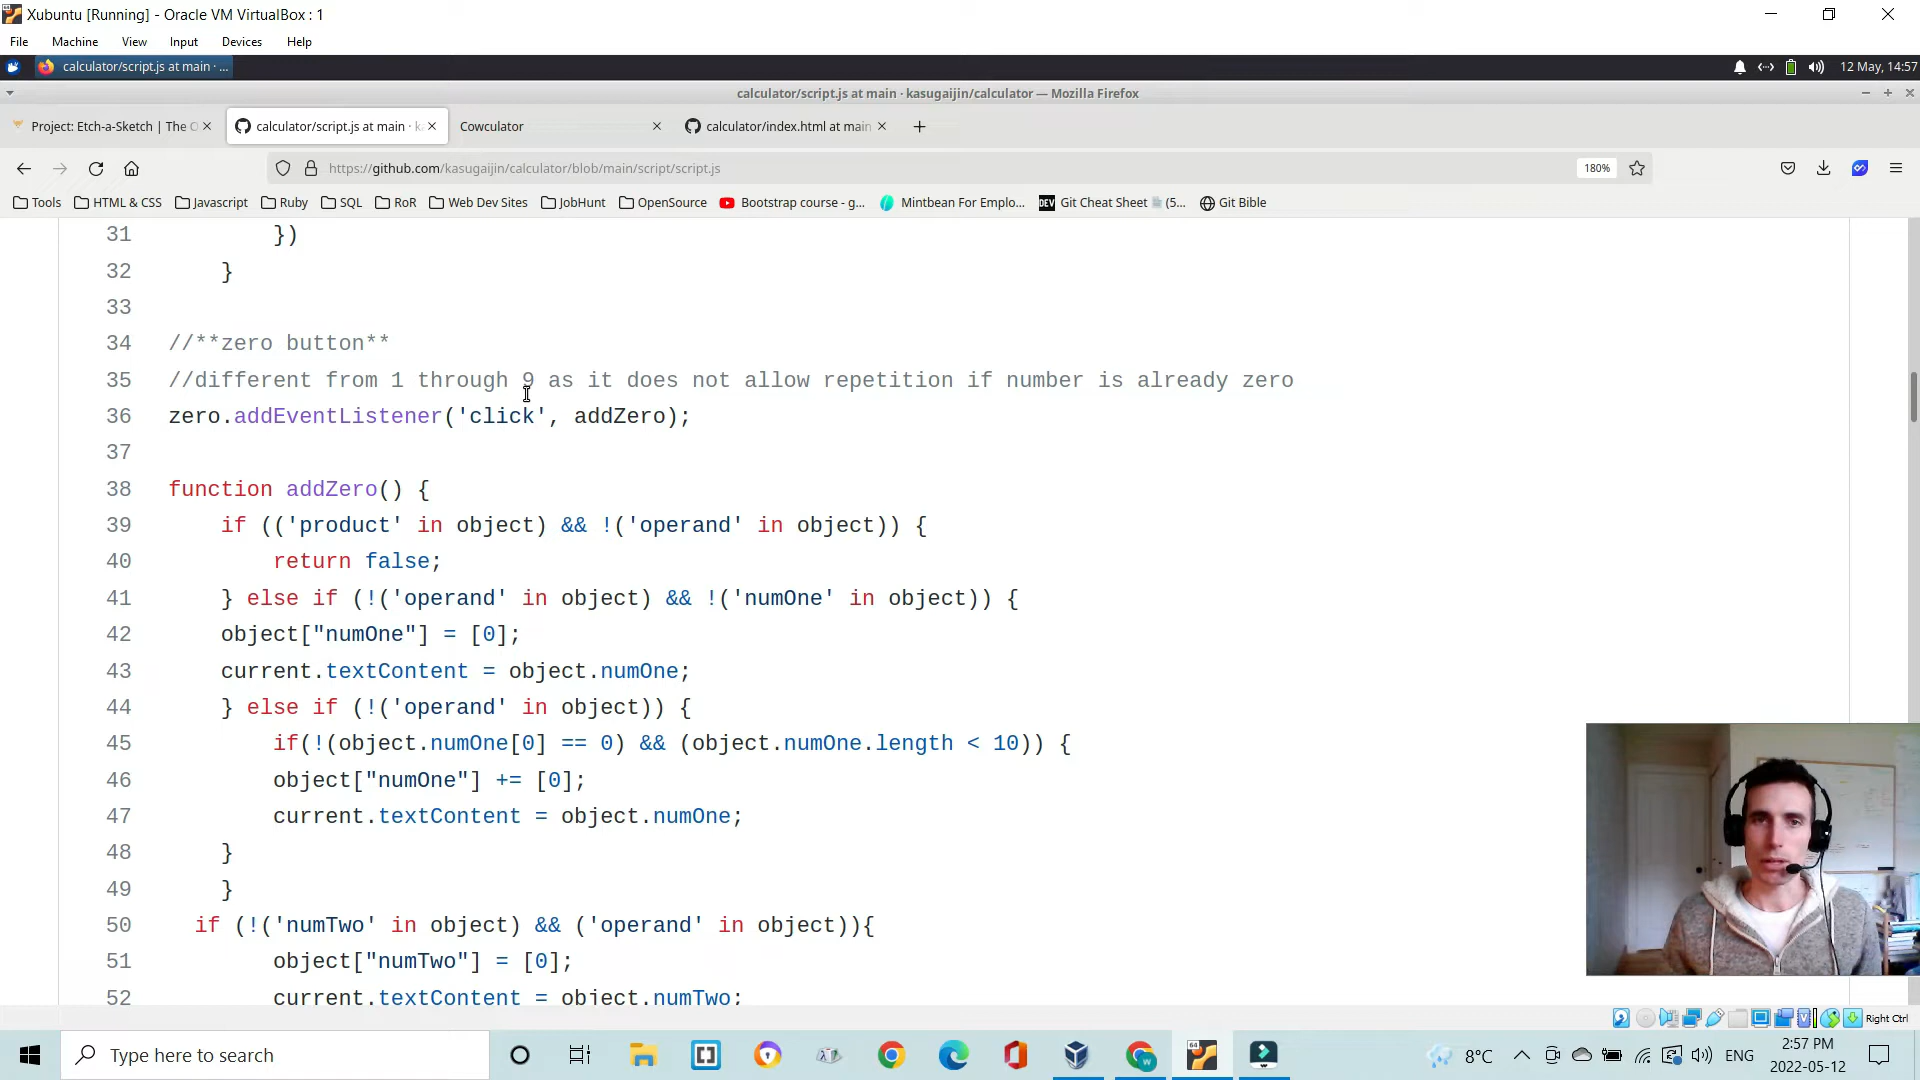 Xubuntu [Running] - Oracle VM VirtualBox : 1
File Machine View Input Devices Help
calculator/script.js at main · ...
12 May, 14:57
calculator/script.js at main · kasugaijin/calculator — Mozilla Firefox
Project: Etch-a-Sketch | The O
calculator/script.js at main · k
Cowculator
calculator/index.html at main
https://github.com/kasugaijin/calculator/blob/main/script/script.js
180%
Tools HTML & CSS Javascript Ruby SQL RoR Web Dev Sites JobHunt OpenSource Bootstrap course - g... Mintbean For Emplo... DEV Git Cheat Sheet (5... Git Bible
31 })
32 }
33
34 //**zero button**
35 //different from 1 through 9 as it does not allow repetition if number is already zero
36 zero.addEventListener('click', addZero);
37
38 function addZero() {
39 if (('product' in object) && !('operand' in object)) {
40 return false;
41 } else if (!('operand' in object) && !('numOne' in object)) {
42 object["numOne"] = [0];
43 current.textContent = object.numOne;
44 } else if (!('operand' in object)) {
45 if(!(object.numOne[0] == 0) && (object.numOne.length < 10)) {
46 object["numOne"] += [0];
47 current.textContent = object.numOne;
48 }
49 }
50 if (!('numTwo' in object) && ('operand' in object)){
51 object["numTwo"] = [0];
52 current.textContent = object.numTwo;
Right Ctrl
Type here to search
64
8°C
ENG
2:57 PM
2022-05-12